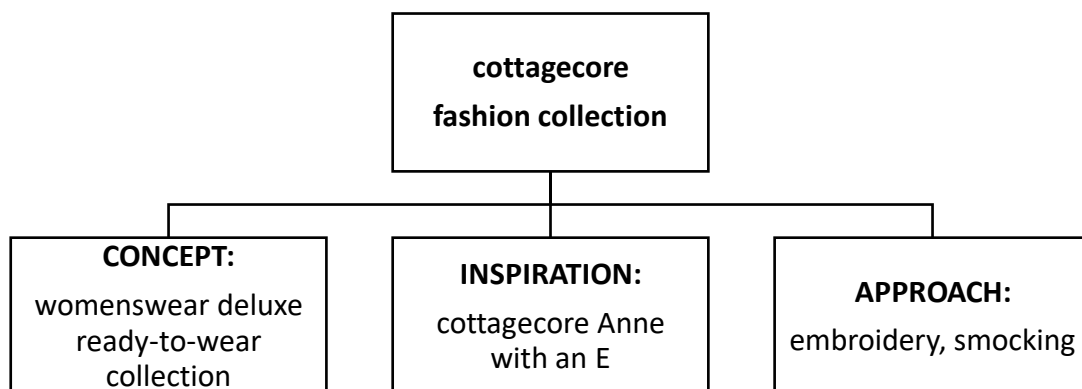 cottagecore
fashion collection
CONCEPT:
womenswear deluxe
ready-to-wear
collection
INSPIRATION:
cottagecore Anne
with an E
APPROACH:
embroidery, smocking